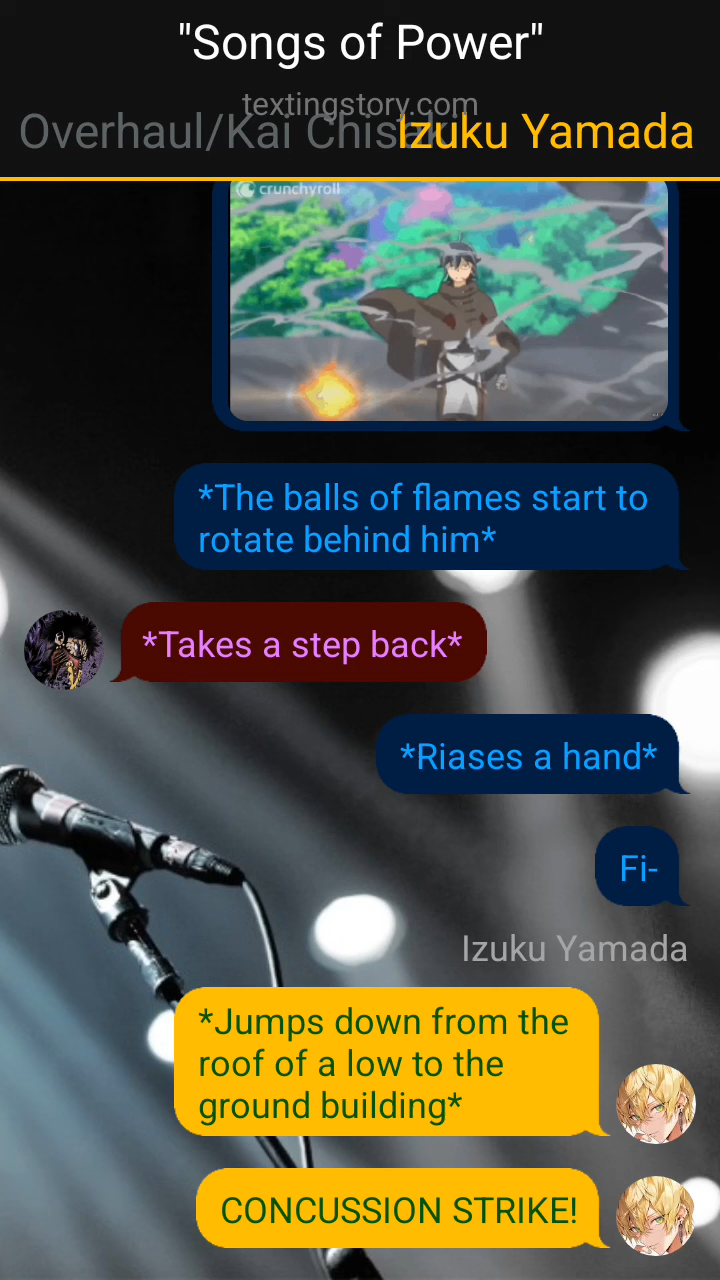 "Songs of Power"
textingstory.com
Overhaul/Kai Chisaki
Izuku Yamada
crunchyroll
*The balls of flames start to
rotate behind him*
*Takes a step back*
*Riases a hand*
Fi-
Izuku Yamada
*Jumps down from the
roof of a low to the
ground building*
CONCUSSION STRIKE!